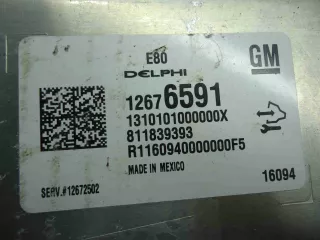 E80
DELPHI
GM
12676591
1310101000000X
811839393
R1160940000000F5
MADE IN MEXICO
16094
SERV.#12672502